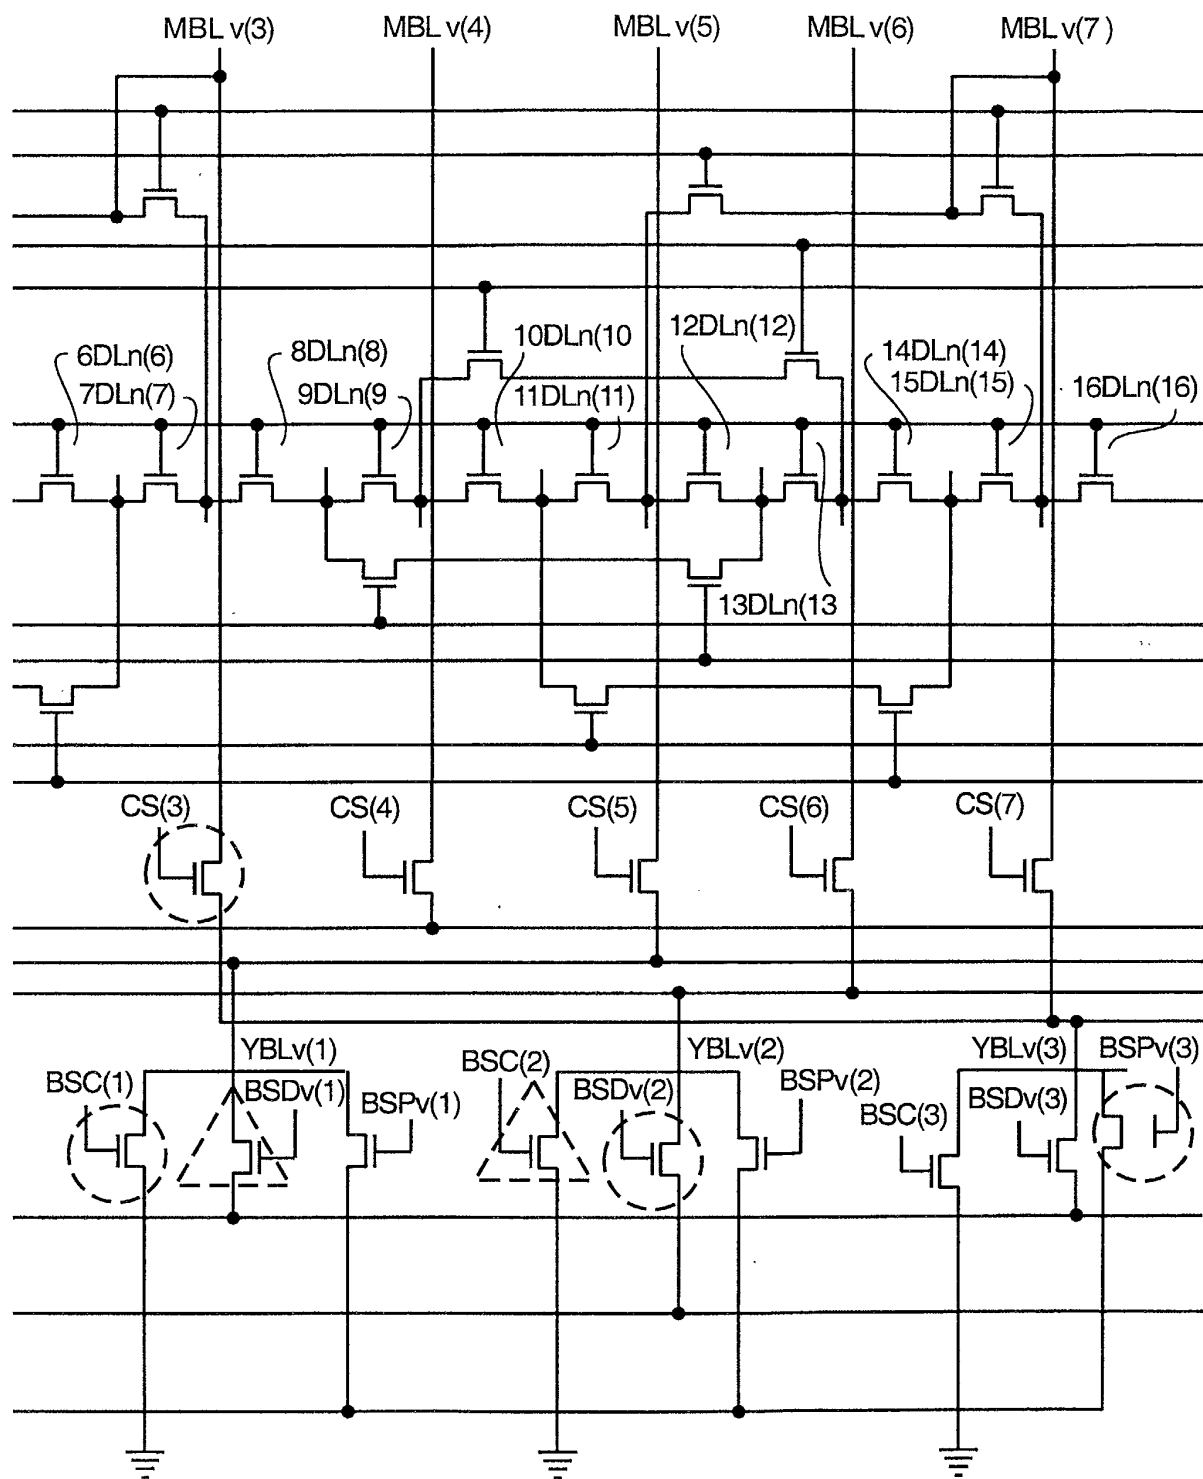 MBL v(3) MBL v(4) MBL v(5) MBL v(6) MBL v(7)
10DLn(10 12DLn(12)
6DLn(6) 8DLn(8) 14DLn(14)
7DLn(7) 9DLn(9 11DLn(11) 15DLn(15) 16DLn(16)
13DLn(13
CS(3) CS(4) CS(5) CS(6) CS(7)
YBLv(1) YBLv(2) YBLv(3) BSPv(3)
BSC(1) BSDv(1) BSPv(1) BSC(2) BSDv(2) BSPv(2) BSC(3) BSDv(3)